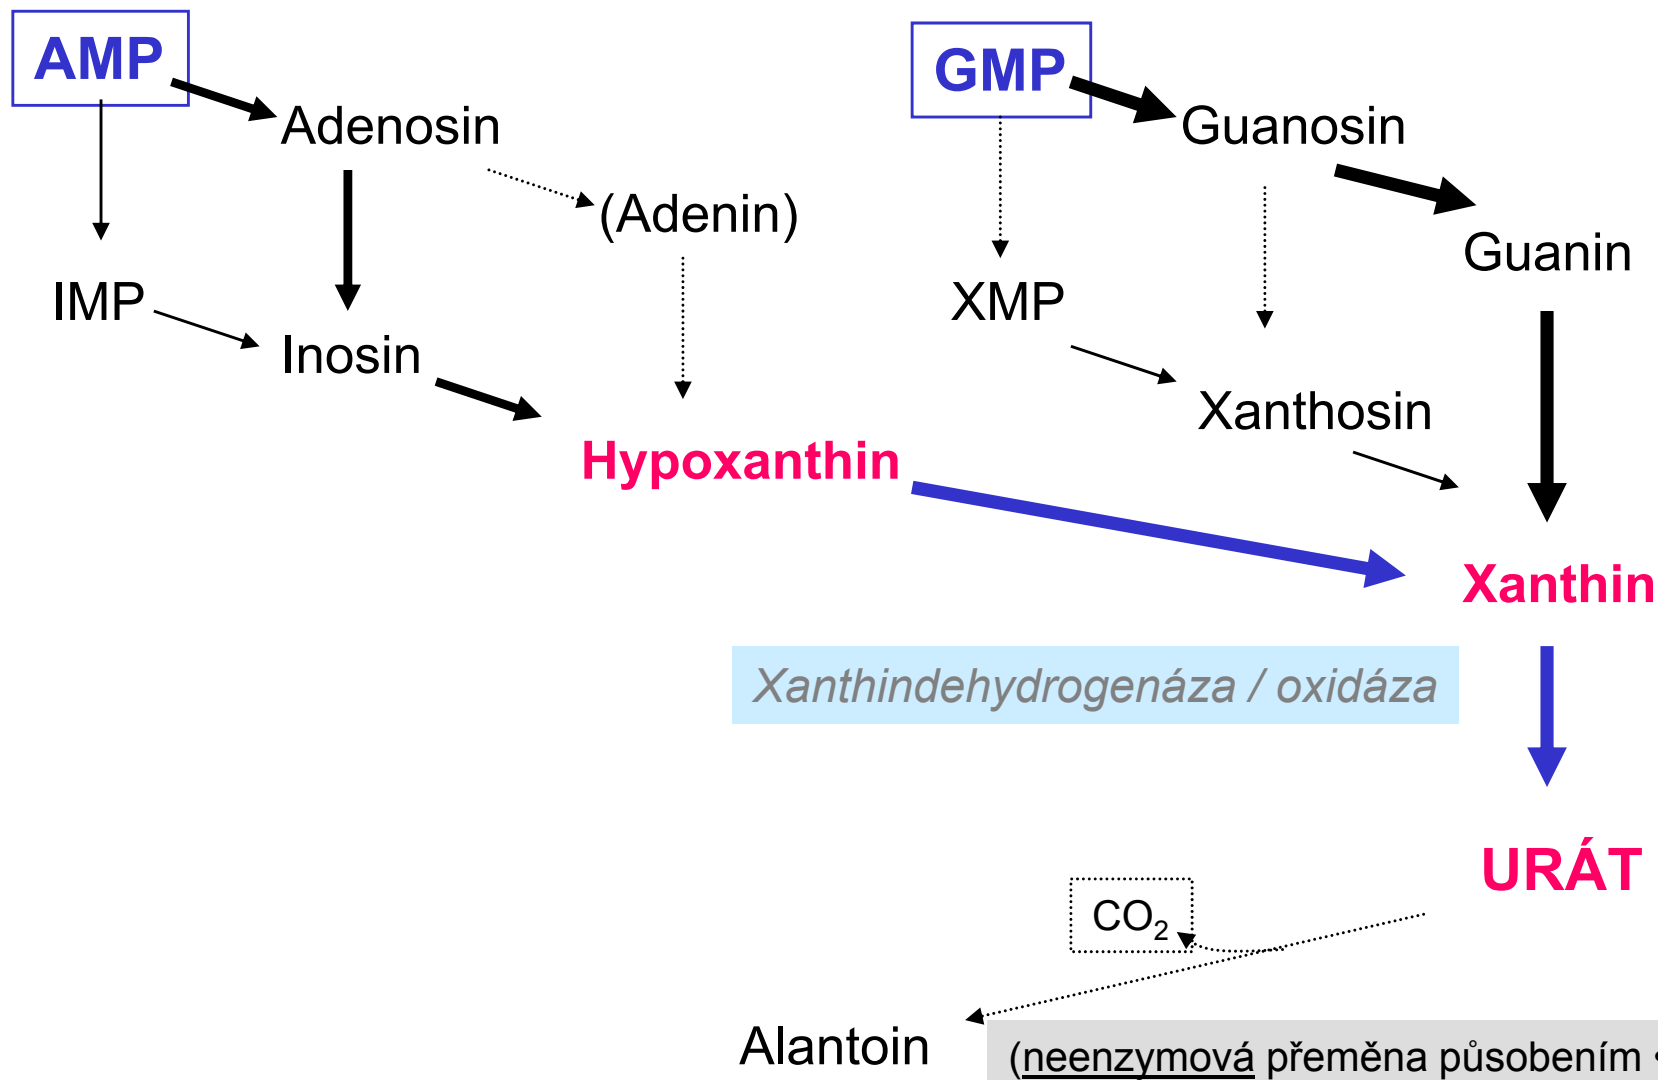 AMP
GMP
Adenosin
Guanosin
(Adenin)
Guanin
IMP
XMP
Inosin
Xanthosin
Hypoxanthin
Xanthin
Xanthindehydrogenáza / oxidáza
URÁT
CO₂
Alantoin
(neenzymová přeměna působením